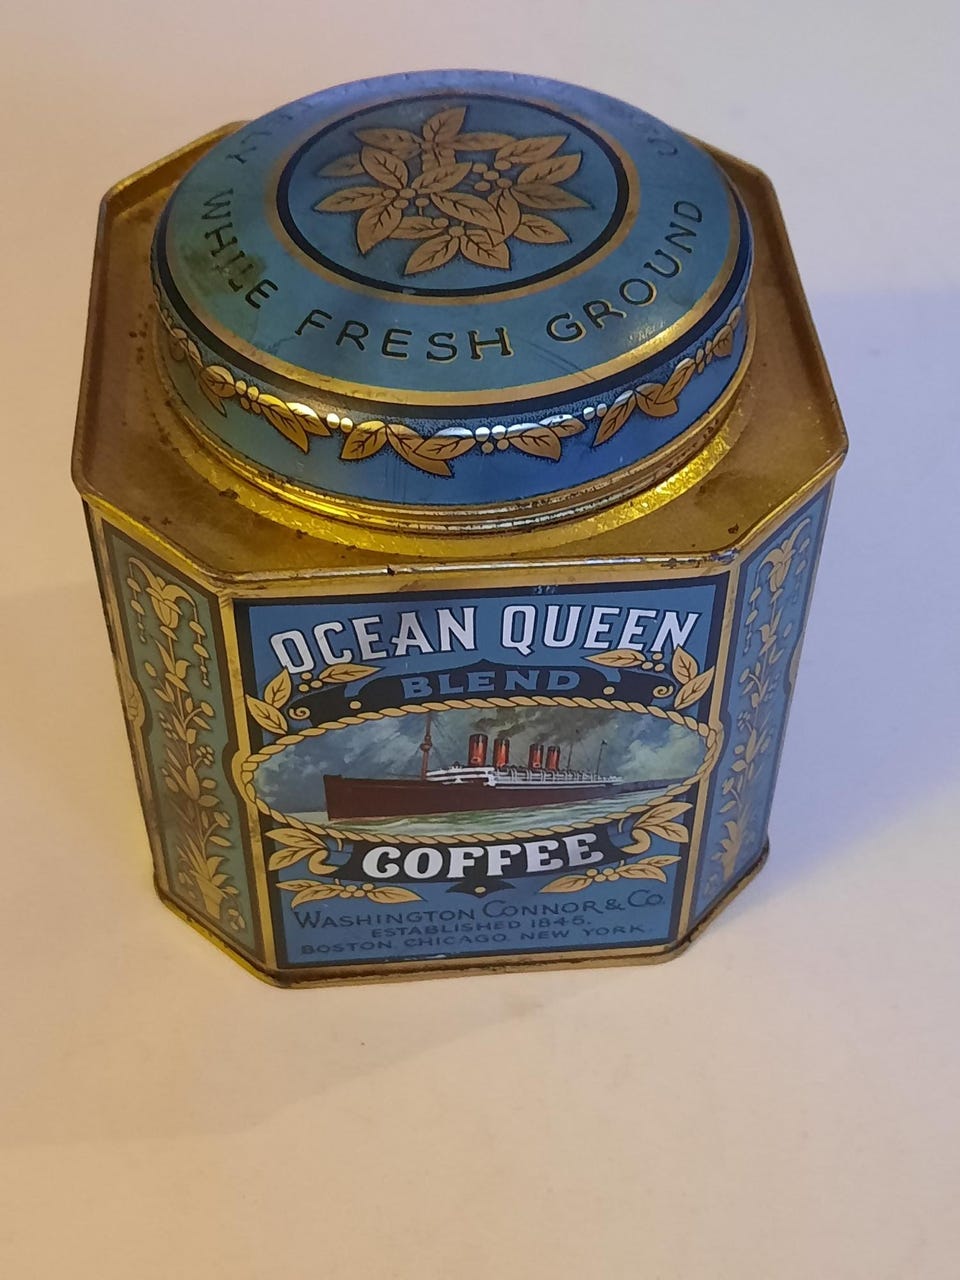 WHILE FRESH GROUND
OCEAN QUEEN
BLEND
COFFEE
WASHINGTON CONNOR & CO.
ESTABLISHED 1845.
BOSTON, CHICAGO, NEW YORK.